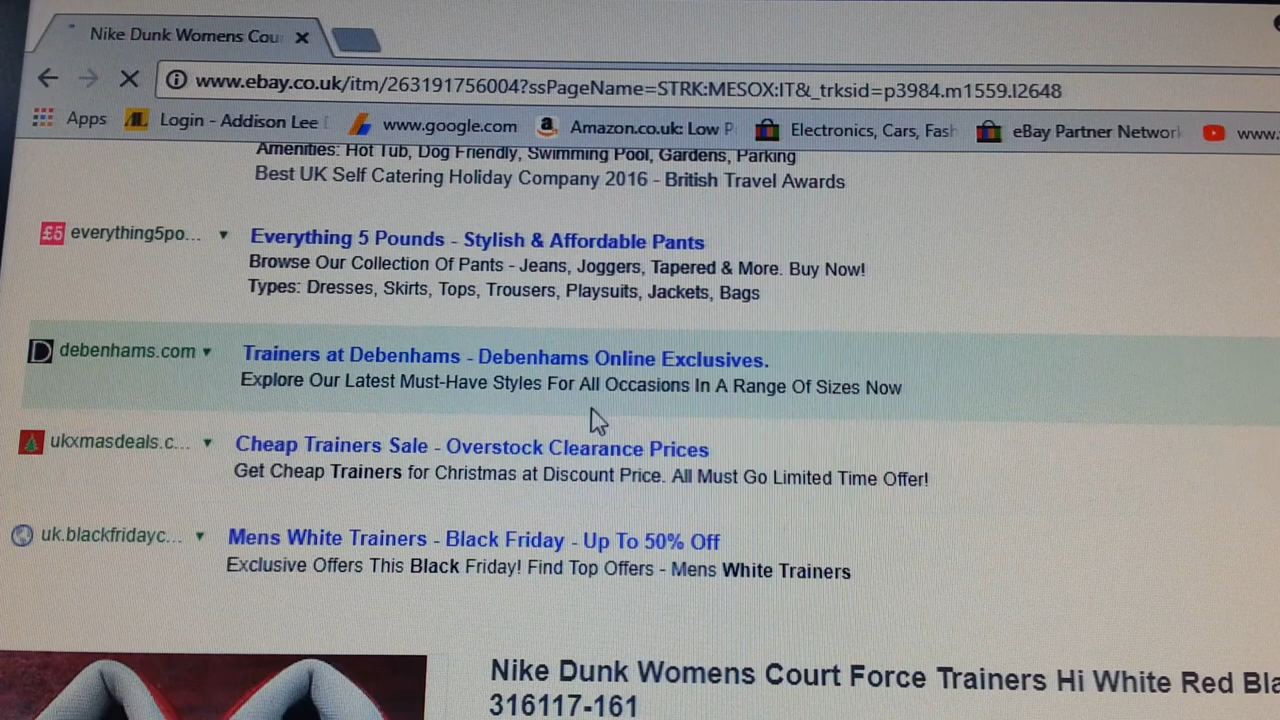 Nike Dunk Womens Cou
www.ebay.co.uk/itm/263191756004?ssPageName=STRK:MESOX:IT&_trksid=p3984.m1559.l2648
Apps Login - Addison Lee www.google.com Amazon.co.uk: Low P Electronics, Cars, Fash eBay Partner Network www.
Amenities: Hot Tub, Dog Friendly, Swimming Pool, Gardens, Parking
Best UK Self Catering Holiday Company 2016 - British Travel Awards
£5 everything5po... Everything 5 Pounds - Stylish & Affordable Pants
Browse Our Collection Of Pants - Jeans, Joggers, Tapered & More. Buy Now!
Types: Dresses, Skirts, Tops, Trousers, Playsuits, Jackets, Bags
D debenhams.com Trainers at Debenhams - Debenhams Online Exclusives.
Explore Our Latest Must-Have Styles For All Occasions In A Range Of Sizes Now
ukxmasdeals.c... Cheap Trainers Sale - Overstock Clearance Prices
Get Cheap Trainers for Christmas at Discount Price. All Must Go Limited Time Offer!
uk.blackfridayc... Mens White Trainers - Black Friday - Up To 50% Off
Exclusive Offers This Black Friday! Find Top Offers - Mens White Trainers
Nike Dunk Womens Court Force Trainers Hi White Red Bla
316117-161